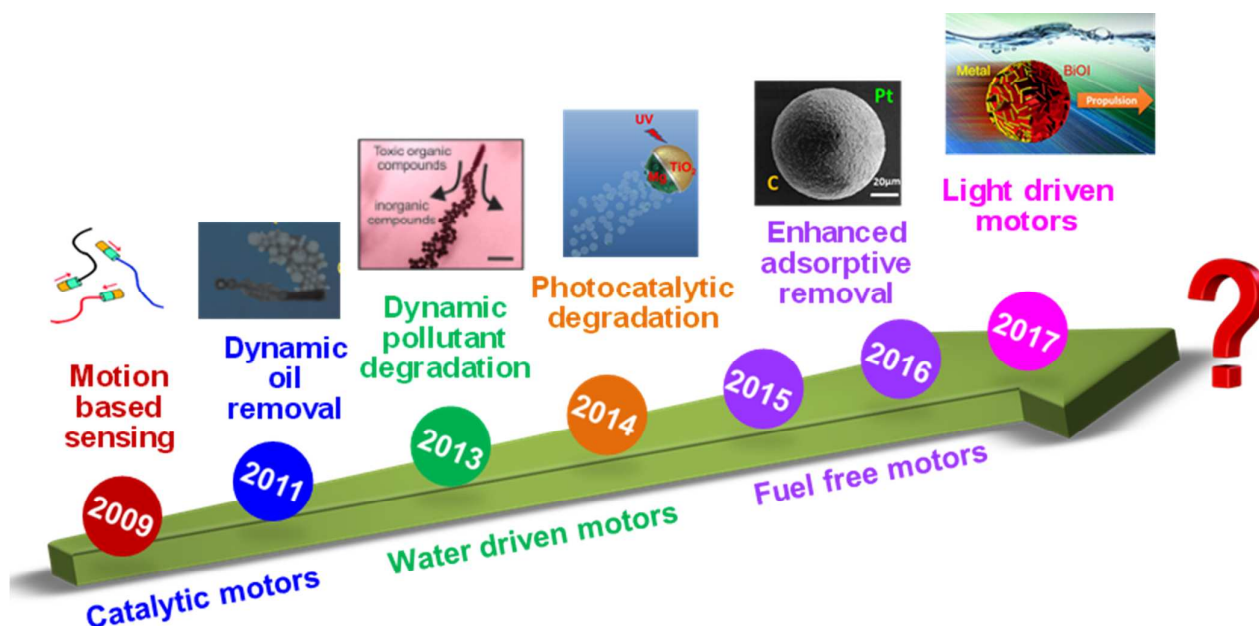 Motion
based
sensing
Dynamic
oil
removal
Toxic organic
compounds
inorganic
compounds
Dynamic
pollutant
degradation
UV
TiO2
Mg
Photocatalytic
degradation
Pt
C
20µm
Enhanced
adsorptive
removal
Metal
BiOI
Propulsion
Light driven
motors
?
2009
2011
2013
2014
2015
2016
2017
Catalytic motors
Water driven motors
Fuel free motors